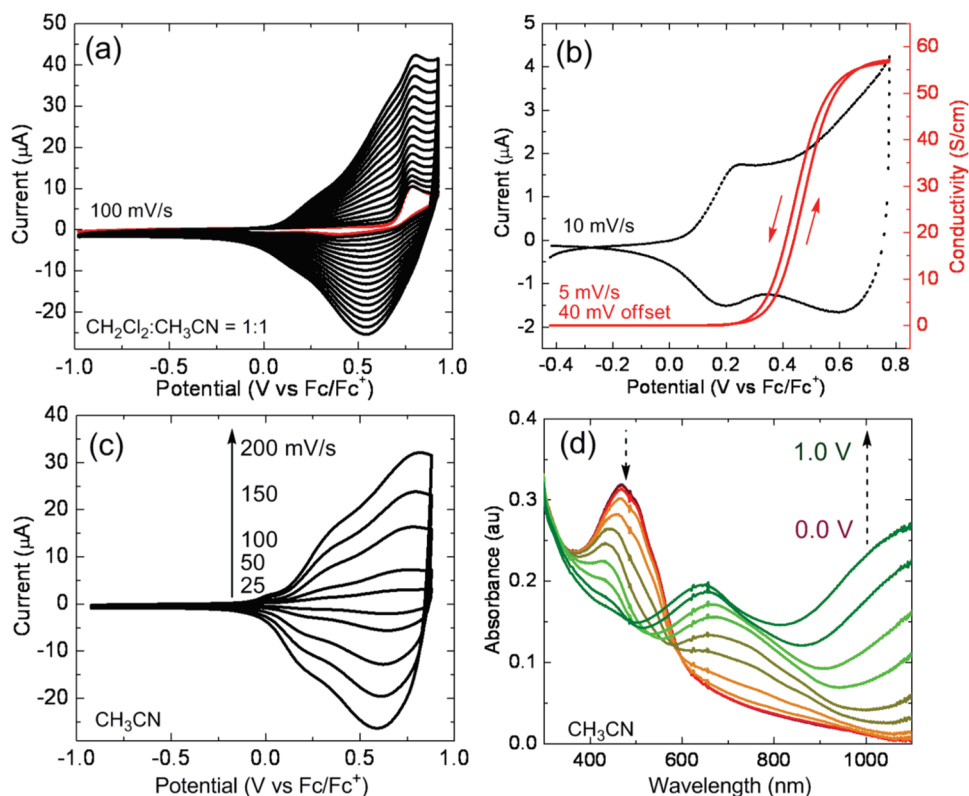 (a)
50
40
30
20
10
0
-10
-20
Current (μA)
100 mV/s
CH₂Cl₂:CH₃CN = 1:1
-1.0
-0.5
0.0
0.5
1.0
Potential (V vs Fc/Fc⁺)
(b)
5
4
3
2
1
0
-1
-2
Current (μA)
10 mV/s
5 mV/s
40 mV offset
60
50
40
30
20
10
0
Conductivity (S/cm)
-0.4
-0.2
0.0
0.2
0.4
0.6
0.8
Potential (V vs Fc/Fc⁺)
(c)
40
30
20
10
0
-10
-20
-30
Current (μA)
200 mV/s
150
100
50
25
CH₃CN
-1.0
-0.5
0.0
0.5
1.0
Potential (V vs Fc/Fc⁺)
(d)
0.4
0.3
0.2
0.1
0.0
Absorbance (au)
1.0 V
0.0 V
CH₃CN
400
600
800
1000
Wavelength (nm)